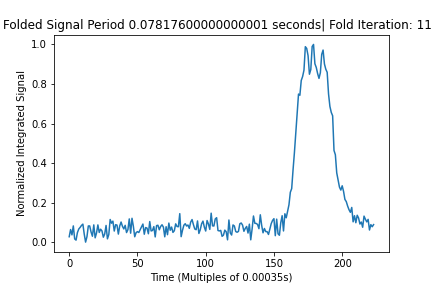 Folded Signal Period 0.07817600000000001 seconds| Fold Iteration: 11
1.0
0.8
0.6
0.4
0.2
0.0
Normalized Integrated Signal
0 50 100 150 200
Time (Multiples of 0.00035s)